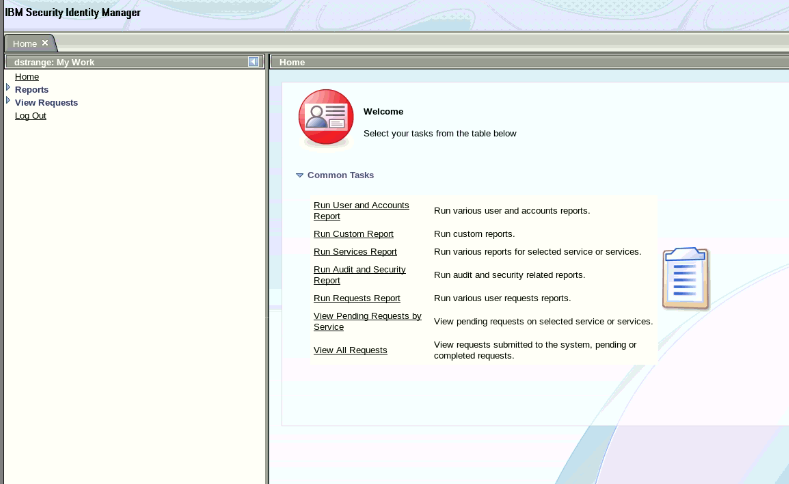 IBM Security Identity Manager
Home
dstrange: My Work
Home
Home
Reports
View Requests
Log Out
Welcome
Select your tasks from the table below
Common Tasks
Run User and Accounts
Report
Run various user and accounts reports.
Run Custom Report
Run custom reports.
Run Services Report
Run various reports for selected service or services.
Run Audit and Security
Report
Run audit and security related reports.
Run Requests Report
Run various user requests reports.
View Pending Requests by
Service
View pending requests on selected service or services.
View All Requests
View requests submitted to the system, pending or
completed requests.